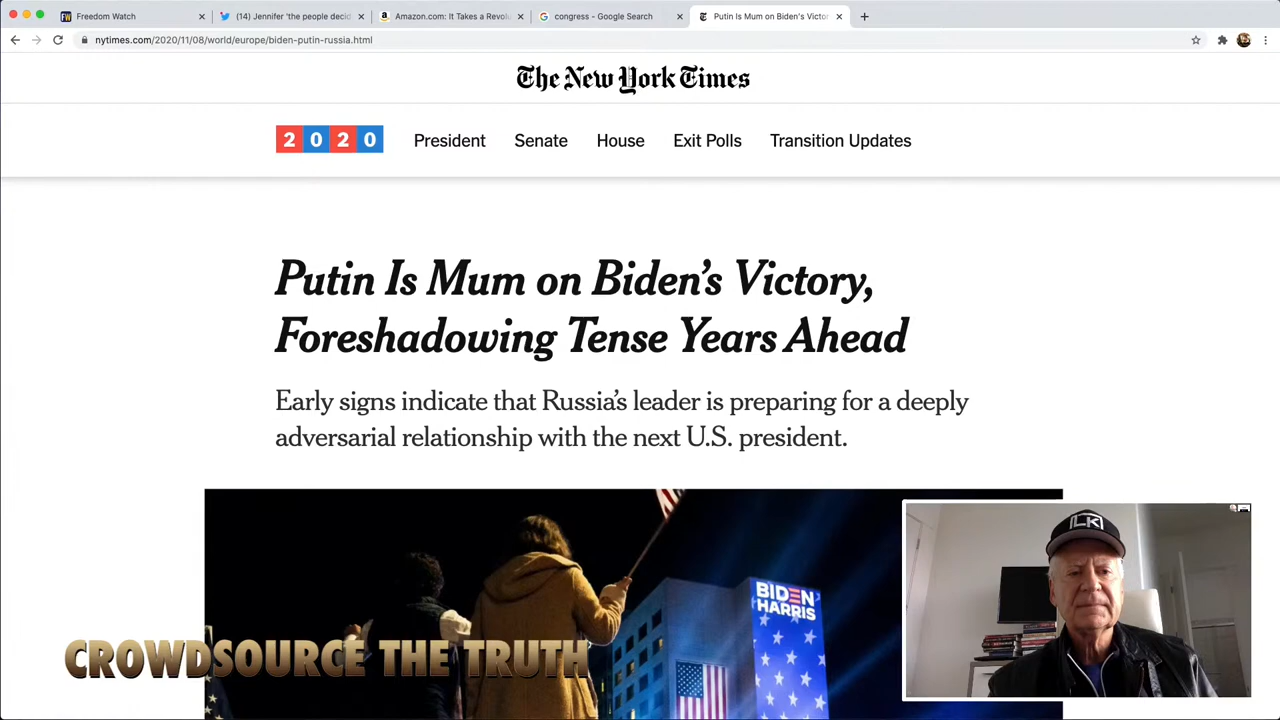 Freedom Watch
(14) Jennifer 'the people decid
Amazon.com: It Takes a Revolu
congress - Google Search
Putin Is Mum on Biden's Victor
nytimes.com/2020/11/08/world/europe/biden-putin-russia.html
The New York Times
2020 President Senate House Exit Polls Transition Updates
Putin Is Mum on Biden's Victory,
Foreshadowing Tense Years Ahead
Early signs indicate that Russia's leader is preparing for a deeply
adversarial relationship with the next U.S. president.
BIDEN
HARRIS
LK
CROWDSOURCE THE TRUTH